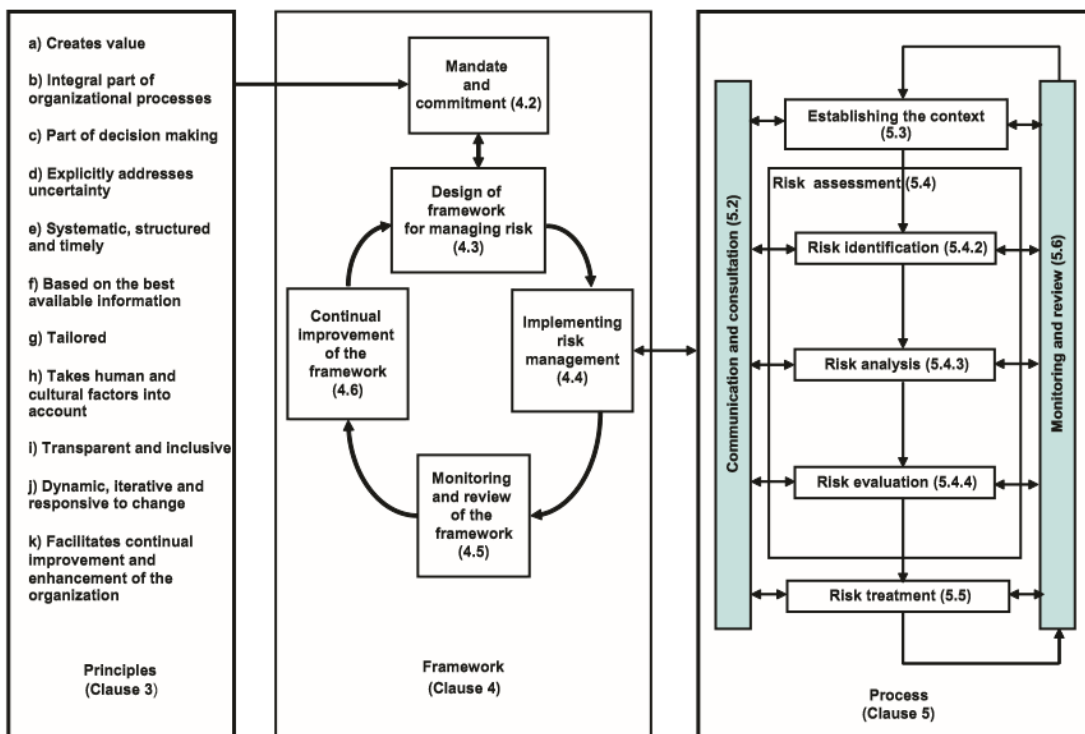 a) Creates value
b) Integral part of
organizational processes
c) Part of decision making
d) Explicitly addresses
uncertainty
e) Systematic, structured
and timely
f) Based on the best
available information
g) Tailored
h) Takes human and
cultural factors into
account
i) Transparent and inclusive
j) Dynamic, iterative and
responsive to change
k) Facilitates continual
improvement and
enhancement of the
organization
Principles
(Clause 3)
Mandate
and
commitment (4.2)
Design of
framework
for managing risk
(4.3)
Implementing
risk
management
(4.4)
Monitoring
and review
of the
framework
(4.5)
Continual
improvement
of the
framework
(4.6)
Framework
(Clause 4)
Communication and consultation (5.2)
Establishing the context
(5.3)
Risk assessment (5.4)
Risk identification (5.4.2)
Risk analysis (5.4.3)
Risk evaluation (5.4.4)
Risk treatment (5.5)
Monitoring and review (5.6)
Process
(Clause 5)